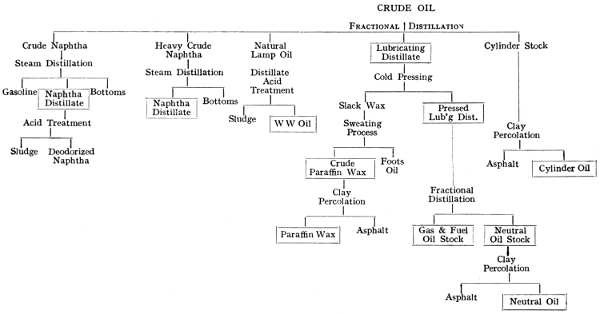 CRUDE OIL
FRACTIONAL DISTILLATION
Crude Naphtha
Steam Distillation
Gasoline
Naphtha
Distillate
Bottoms
Acid Treatment
Sludge
Deodorized
Naphtha
Heavy Crude
Naphtha
Steam Distillation
Naphtha
Distillate
Bottoms
Natural
Lamp Oil
Distillate
Acid
Treatment
Sludge
W W Oil
Lubricating
Distillate
Cold Pressing
Slack Wax
Sweating
Process
Crude
Paraffin Wax
Foots
Oil
Clay
Percolation
Paraffin Wax
Asphalt
Pressed
Lub'g Dist.
Fractional
Distillation
Gas & Fuel
Oil Stock
Neutral
Oil Stock
Clay
Percolation
Asphalt
Neutral Oil
Cylinder Stock
Clay
Percolation
Asphalt
Cylinder Oil